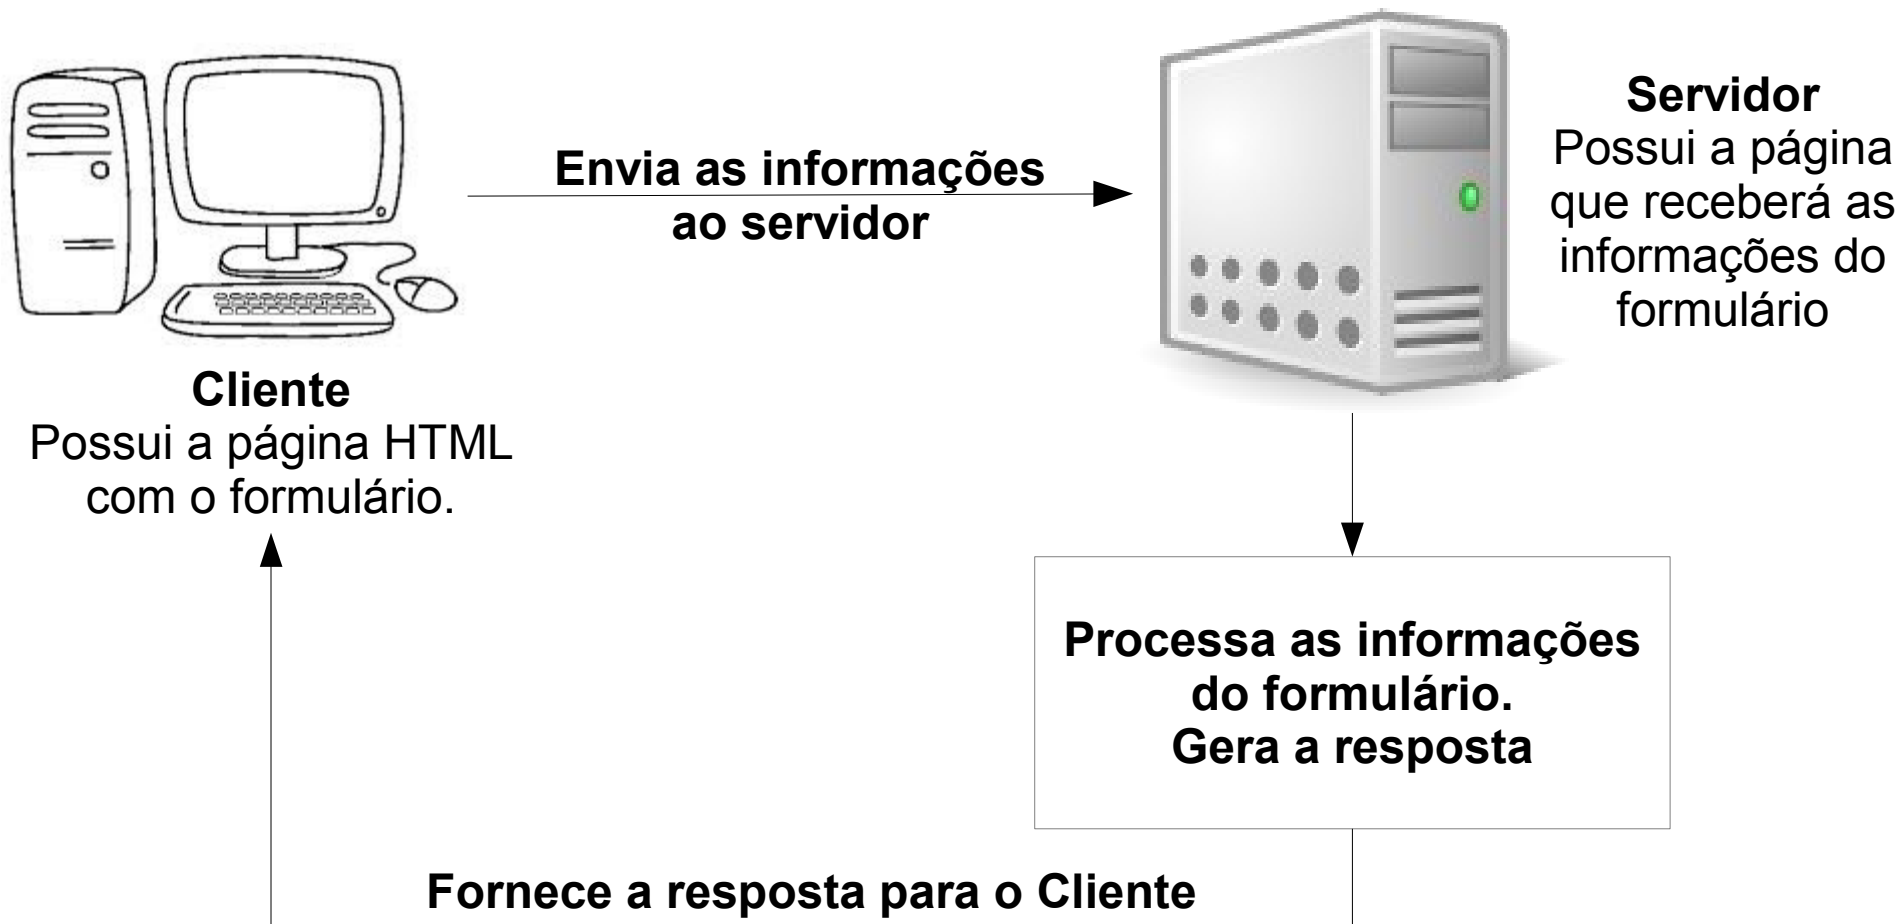 Envia as informações
ao servidor
Servidor
Possui a página
que receberá as
informações do
formulário
Cliente
Possui a página HTML
com o formulário.
Processa as informações
do formulário.
Gera a resposta
Fornece a resposta para o Cliente